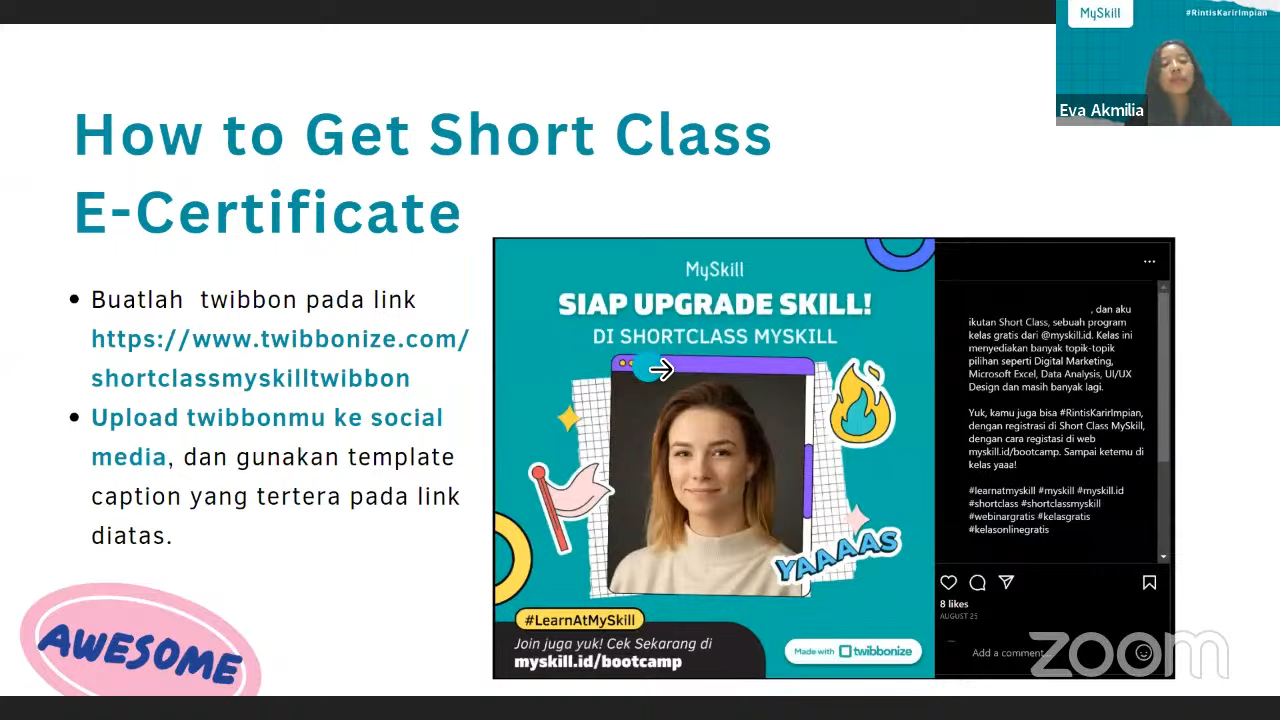 MySkill
#RintisKarirImpian
Eva Akmilia
How to Get Short Class
E-Certificate
Buatlah twibbon pada link
https://www.twibbonize.com/
shortclassmyskilltwibbon
Upload twibbonmu ke social
media, dan gunakan template
caption yang tertera pada link
diatas.
AWESOME
MySkill
SIAP UPGRADE SKILL!
DI SHORTCLASS MYSKILL
YAAAAS
#LearnAtMySkill
Join juga yuk! Cek Sekarang di
myskill.id/bootcamp
Made with twibbonize
, dan aku
ikutan Short Class, sebuah program
kelas gratis dari @myskill.id. Kelas ini
menyediakan banyak topik-topik
pilihan seperti Digital Marketing,
Microsoft Excel, Data Analysis, UI/UX
Design dan masih banyak lagi.
Yuk, kamu juga bisa #RintisKarirImpian,
dengan registrasi di Short Class MySkill,
dengan cara registasi di web
myskill.id/bootcamp. Sampai ketemu di
kelas yaaa!
#learnatmyskill #myskill #myskill.id
#shortclass #shortclassmyskill
#webinargratis #kelasgratis
#kelasonlinegratis
8 likes
AUGUST 25
Add a comment...
zoom